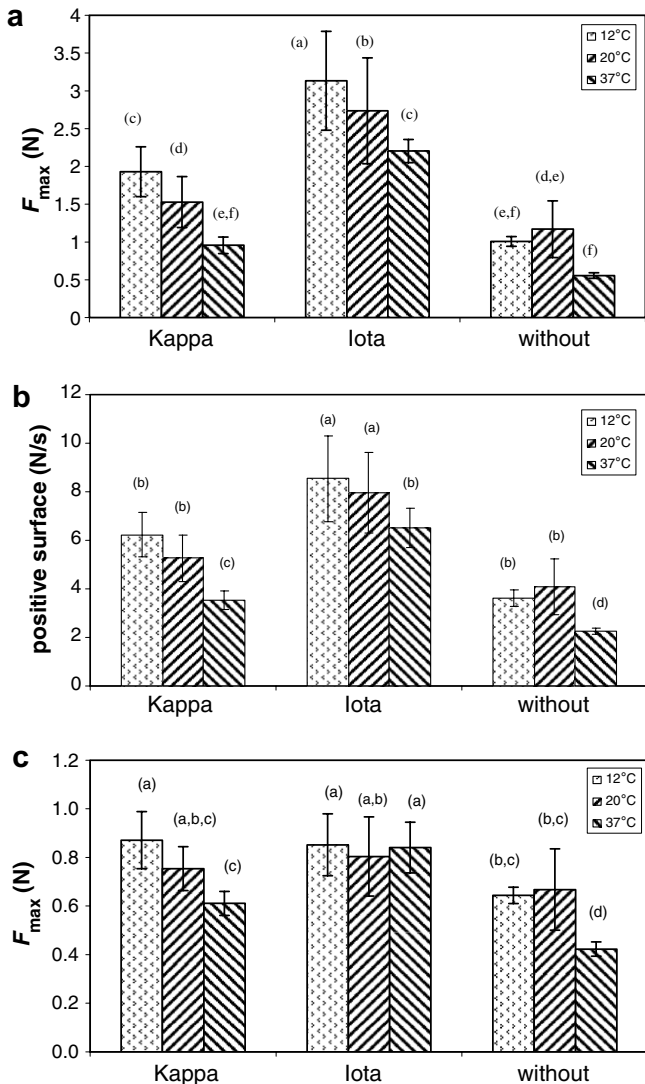 a
F max (N)
4
3.5
3
2.5
2
1.5
1
0.5
0
(c)
(d)
(e,f)
(a)
(b)
(c)
(e,f)
(d,e)
(f)
12°C
20°C
37°C
Kappa
Iota
without
b
positive surface (N/s)
12
10
8
6
4
2
0
(b)
(b)
(c)
(a)
(a)
(b)
(b)
(b)
(d)
12°C
20°C
37°C
Kappa
Iota
without
c
F max (N)
1.2
1.0
0.8
0.6
0.4
0.2
0.0
(a)
(a,b,c)
(c)
(a)
(a,b)
(a)
(b,c)
(b,c)
(d)
12°C
20°C
37°C
Kappa
Iota
without